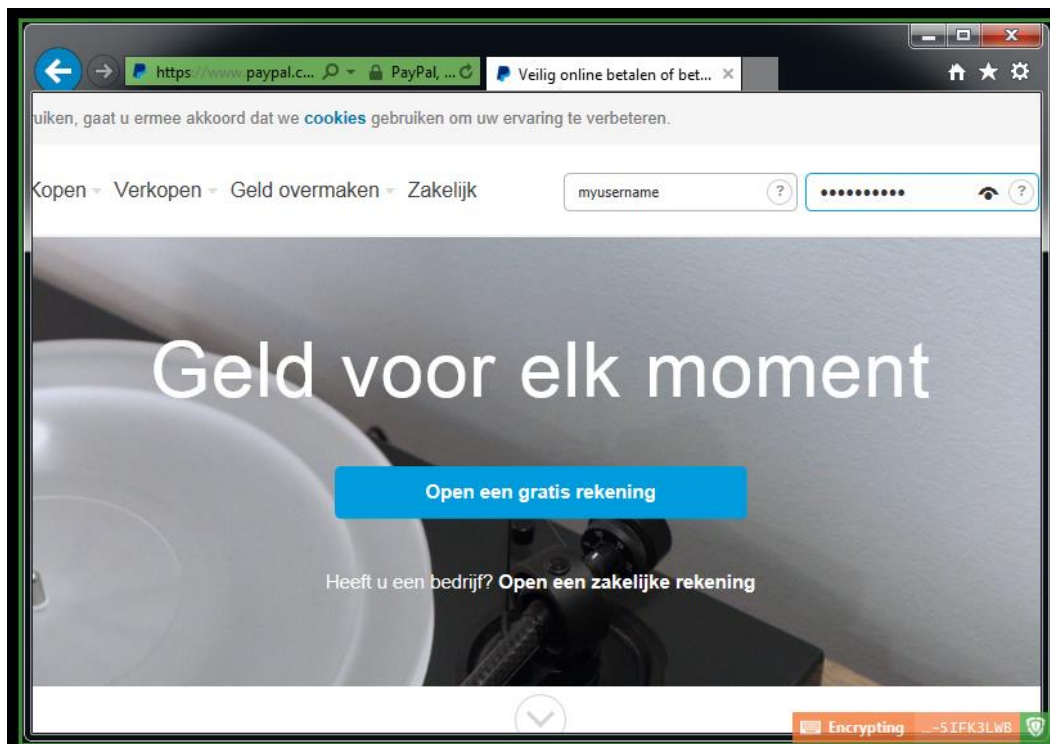 https://www.paypal.c... PayPal, ... Veilig online betalen of bet...
ruiken, gaat u ermee akkoord dat we cookies gebruiken om uw ervaring te verbeteren.
Kopen Verkopen Geld overmaken Zakelijk myusername ? •••••••••• ?
Geld voor elk moment
Open een gratis rekening
Heeft u een bedrijf? Open een zakelijke rekening
Encrypting ...-5IFK3LWB